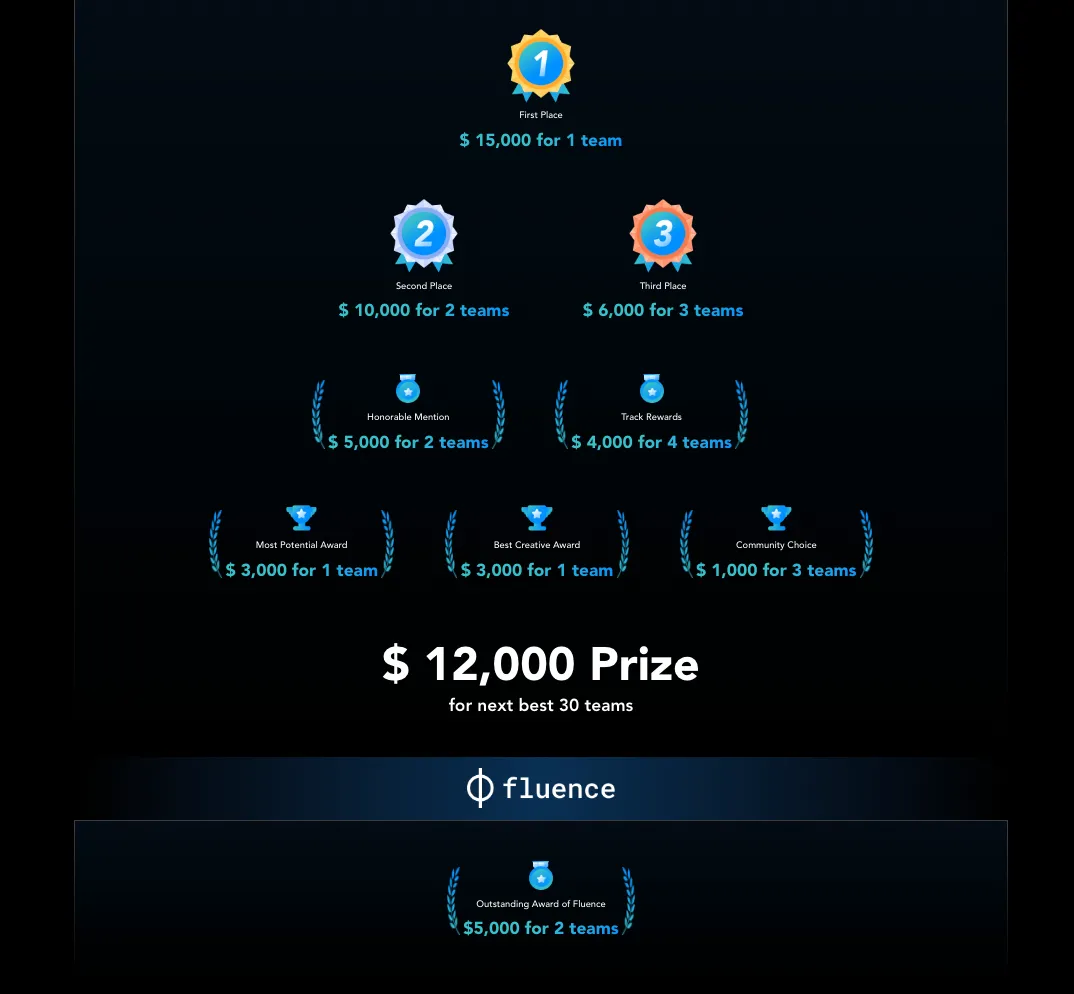 1
First Place
$ 15,000 for 1 team
2
3
Second Place
Third Place
$ 10,000 for 2 teams
$ 6,000 for 3 teams
Honorable Mention
Track Rewards
$ 5,000 for 2 teams
$ 4,000 for 4 teams
Most Potential Award
Best Creative Award
Community Choice
$ 3,000 for 1 team
$ 3,000 for 1 team
$ 1,000 for 3 teams
$ 12,000 Prize
for next best 30 teams
fluence
Outstanding Award of Fluence
$5,000 for 2 teams